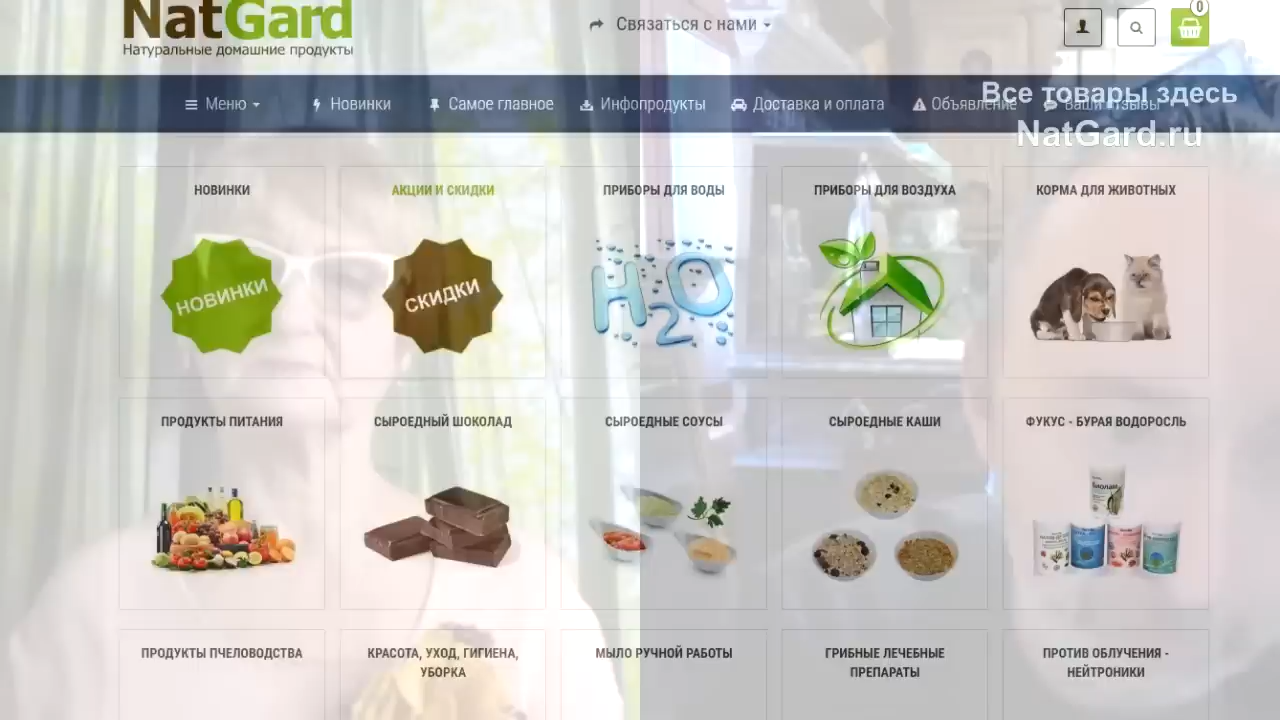 NatGard
Натуральные домашние продукты
Связаться с нами
0
Меню
Новинки
Самое главное
Инфопродукты
Доставка и оплата
Объявление
Ваши отзывы
Все товары здесь
NatGard.ru
НОВИНКИ
АКЦИИ И СКИДКИ
ПРИБОРЫ ДЛЯ ВОДЫ
ПРИБОРЫ ДЛЯ ВОЗДУХА
КОРМА ДЛЯ ЖИВОТНЫХ
НОВИНКИ
СКИДКИ
H2O
ПРОДУКТЫ ПИТАНИЯ
СЫРОЕДНЫЙ ШОКОЛАД
СЫРОЕДНЫЕ СОУСЫ
СЫРОЕДНЫЕ КАШИ
ФУКУС - БУРАЯ ВОДОРОСЛЬ
ПРОДУКТЫ ПЧЕЛОВОДСТВА
КРАСОТА, УХОД, ГИГИЕНА,
УБОРКА
МЫЛО РУЧНОЙ РАБОТЫ
ГРИБНЫЕ ЛЕЧЕБНЫЕ
ПРЕПАРАТЫ
ПРОТИВ ОБЛУЧЕНИЯ -
НЕЙТРОНИКИ